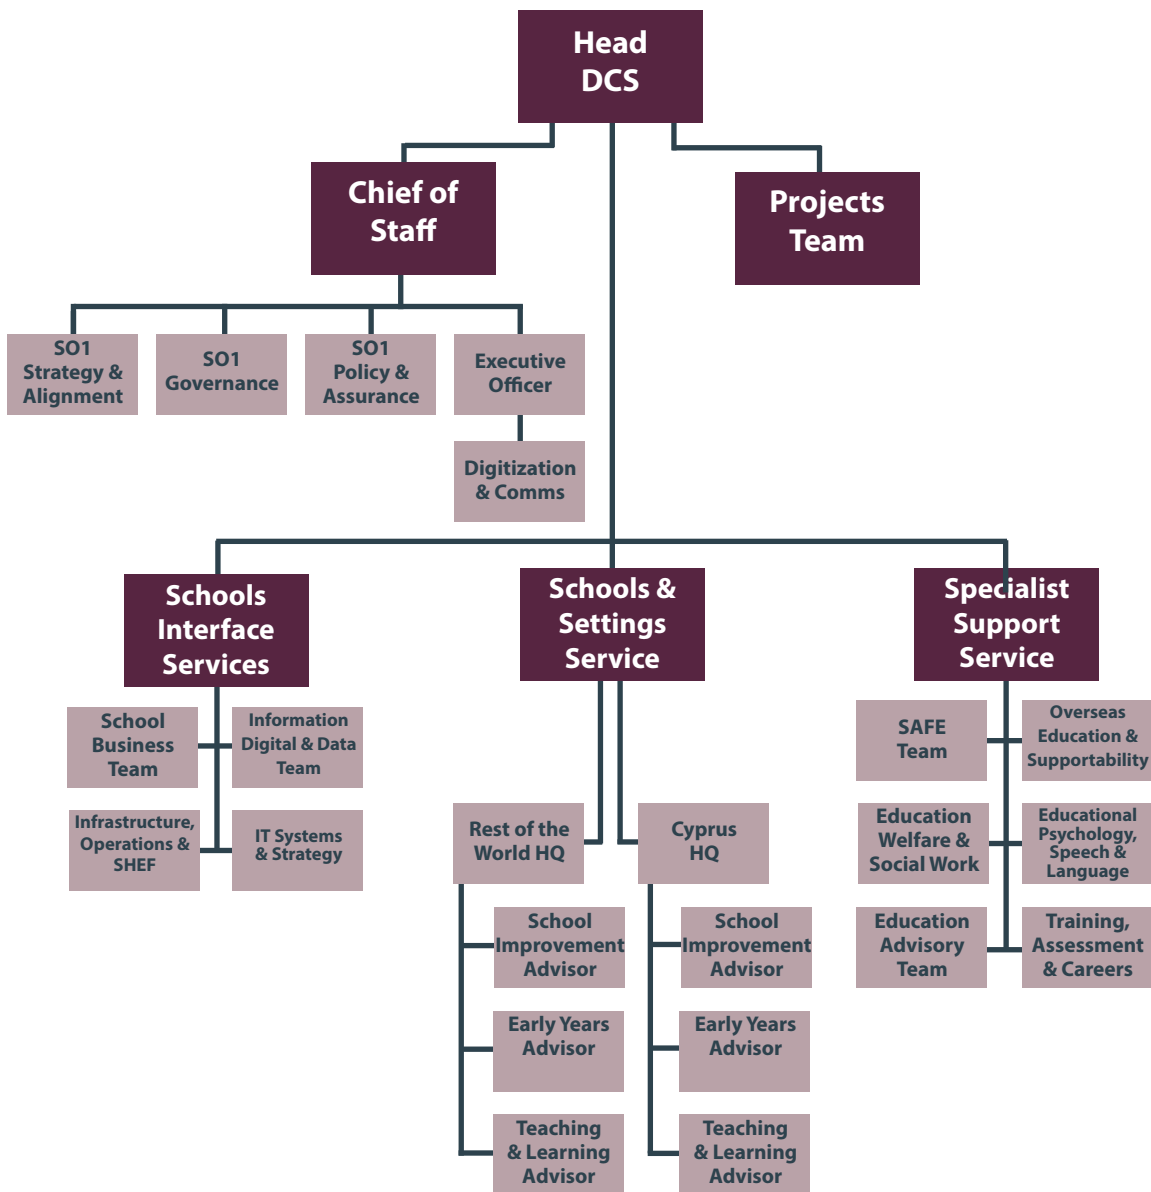 Head
DCS
Chief of
Staff
Projects
Team
SO1
Strategy &
Alignment
SO1
Governance
SO1
Policy &
Assurance
Executive
Officer
Digitization
& Comms
Schools
Interface
Services
Schools &
Settings
Service
Specialist
Support
Service
School
Business
Team
Information
Digital & Data
Team
Infrastructure,
Operations &
SHEF
IT Systems
& Strategy
Rest of the
World HQ
Cyprus
HQ
School
Improvement
Advisor
Early Years
Advisor
Teaching
& Learning
Advisor
School
Improvement
Advisor
Early Years
Advisor
Teaching
& Learning
Advisor
SAFE
Team
Overseas
Education &
Supportability
Education
Welfare &
Social Work
Educational
Psychology,
Speech &
Language
Education
Advisory
Team
Training,
Assessment
& Careers